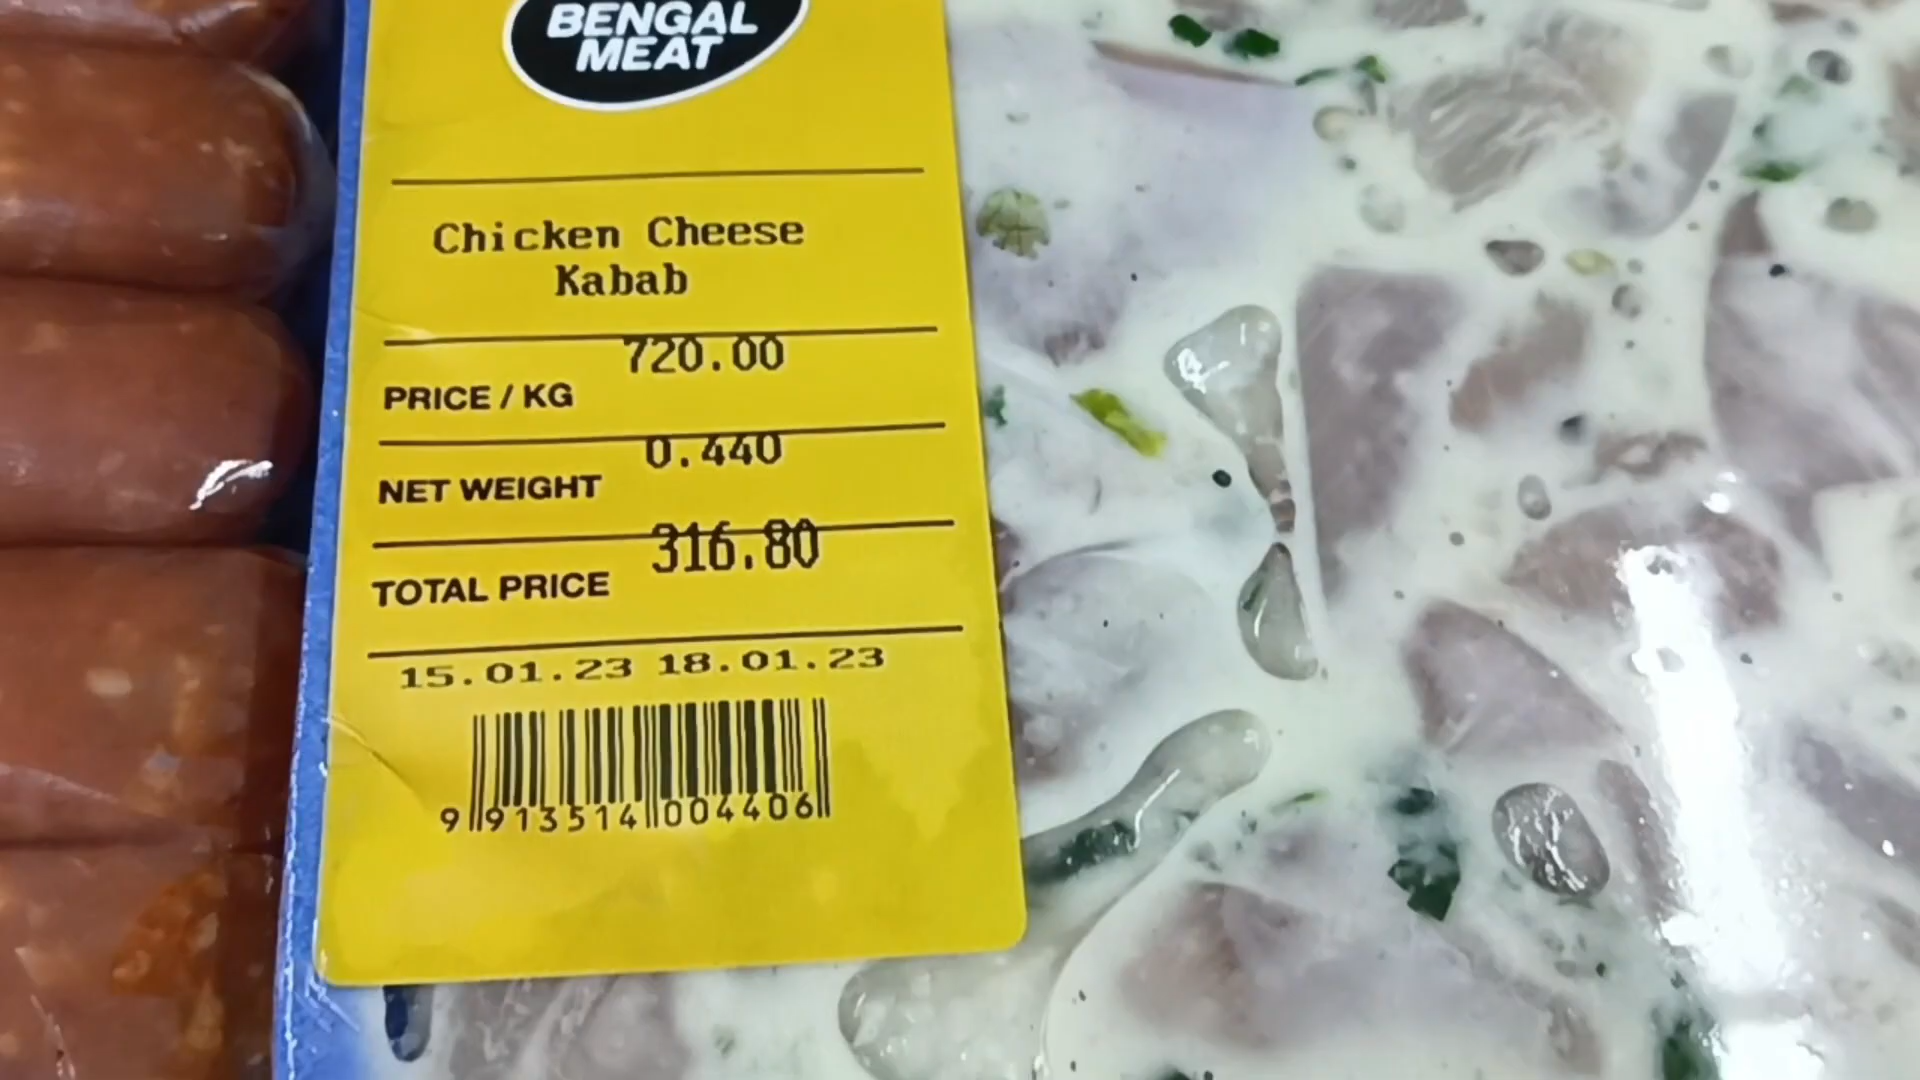 BENGAL
MEAT
Chicken Cheese
Kabab
720.00
PRICE / KG
0.440
NET WEIGHT
316.80
TOTAL PRICE
15.01.23 18.01.23
9 913514 004406